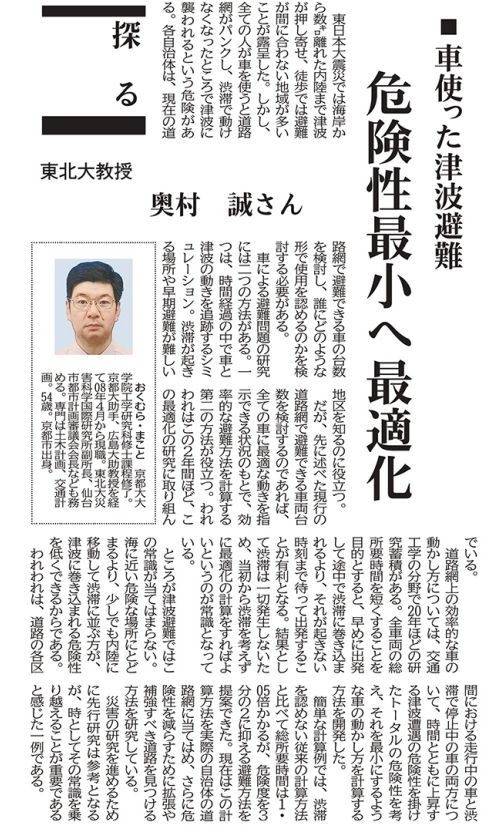 ■車使った津波避難
危険性最小へ最適化
探る
東北大教授
奥村　誠さん
　東日本大震災では海岸か
ら数㌔離れた内陸まで津波
が押し寄せ、徒歩では避難
が間に合わない地域が多い
ことが露呈した。しかし、
全ての人が車を使うと道路
網がパンクし、渋滞で動け
なくなったところで津波に
襲われるという危険があ
る。各自治体は、現在の道
路網で避難できる車の台数
を検討し、誰にどのような
形で使用を認めるのかを検
討する必要がある。
　車による避難問題の研究
には二つの方法がある。一
つは、時間経過の中で車と
津波の動きを追跡するシミ
ュレーション。渋滞が起き
る場所や早期避難が難しい
地区を知るのに役立つ。
　だが、先に述べた現行の
道路網で避難できる車両台
数を検討するのであれば、
全ての車に最適な動きを指
示できる状況のもとで、効
率的な避難方法を計算する
第二の方法が役立つ。われ
われはこの２年間ほど、こ
の最適化の研究に取り組ん
でいる。
　道路網上の効率的な車の
動かし方については、交通
工学の分野で20年ほどの研
究蓄積がある。全車両の総
所要時間を短くすることを
目的とすると、早めに出発
して途中で渋滞に巻き込ま
れるより、それが起きない
時刻まで待って出発するこ
とが有利となる。結果とし
て渋滞は一切発生しないた
め、当初から渋滞を考えず
に最適化の計算をすればよ
いというのが常識となって
いる。
　ところが津波避難ではこ
の常識が当てはまらない。
海に近い危険な場所にとど
まるより、少しでも内陸に
移動して渋滞に並ぶ方が、
津波に巻き込まれる危険性
を低くできるからである。
　われわれは、道路の各区
間における走行中の車と渋
滞で停止中の車の両方につ
いて、時間とともに上昇す
る津波遭遇の危険性を掛け
たトータルの危険性を考
え、それを最小にするよう
な車の動かし方を計算する
方法を開発した。
　簡単な計算例では、渋滞
を認めない従来の計算方法
と比べて総所要時間は１・
05倍かかるが、危険度を３
分の２に抑える避難方法を
提案できた。現在はこの計
算方法を実際の自治体の道
路網に当てはめ、さらに危
険性を減らすために拡張や
補強すべき道路を見つける
方法を研究している。
　災害の研究を進めるため
に先行研究は参考となる
が、時としてその常識を乗
り越えることが重要である
と感じた一例である。
　おくむら・まこと　京都大大
学院工学研究科修士課程修了。
京都大助手、広島大助教授を経
て08年４月から現職。東北大災
害科学国際研究所副所長、仙台
市都市計画審議会会長なども務
める。専門は土木計画、交通計
画。54歳。京都市出身。